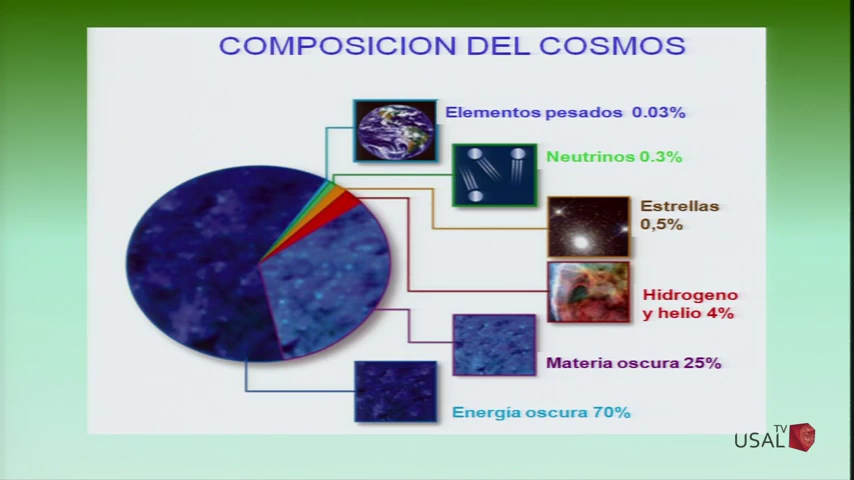 COMPOSICION DEL COSMOS
Elementos pesados 0.03%
Neutrinos 0.3%
Estrellas
0,5%
Hidrogeno
y helio 4%
Materia oscura 25%
Energía oscura 70%
USAL TV